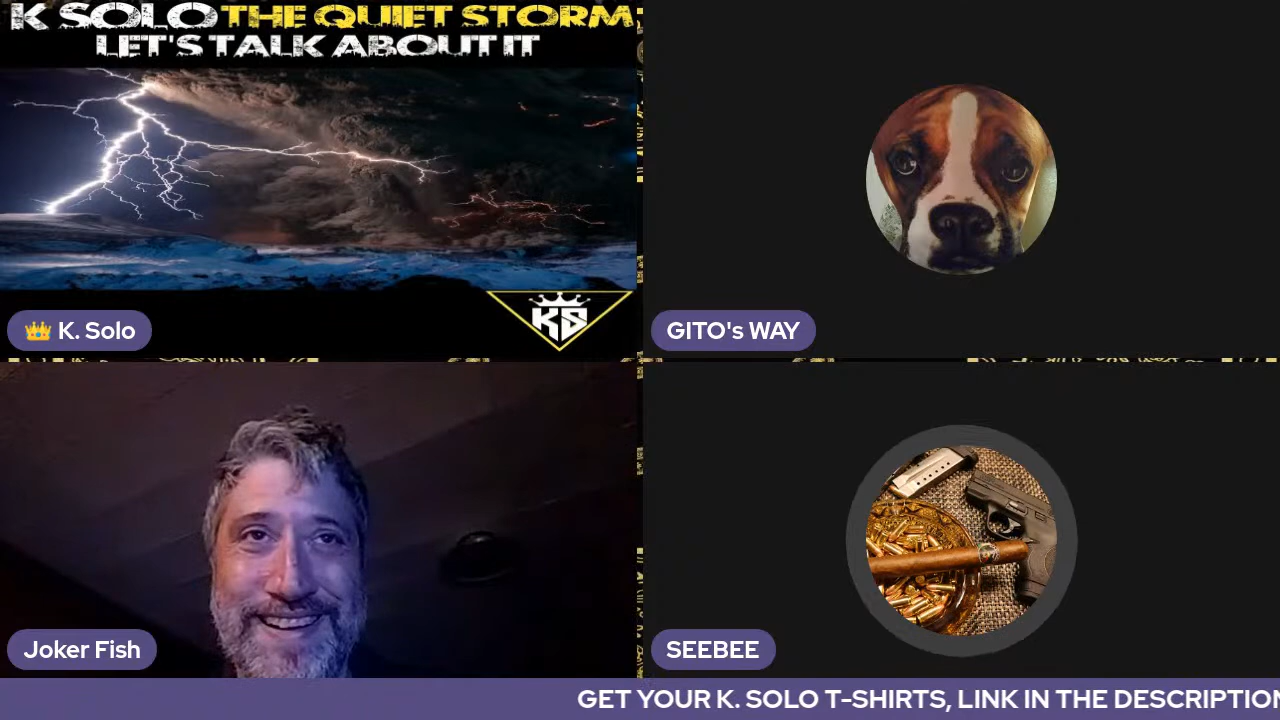 K SOLO THE QUIET STORM
LET'S TALK ABOUT IT
KS
👑 K. Solo
GITO's WAY
Joker Fish
SEEBEE
GET YOUR K. SOLO T-SHIRTS, LINK IN THE DESCRIPTION